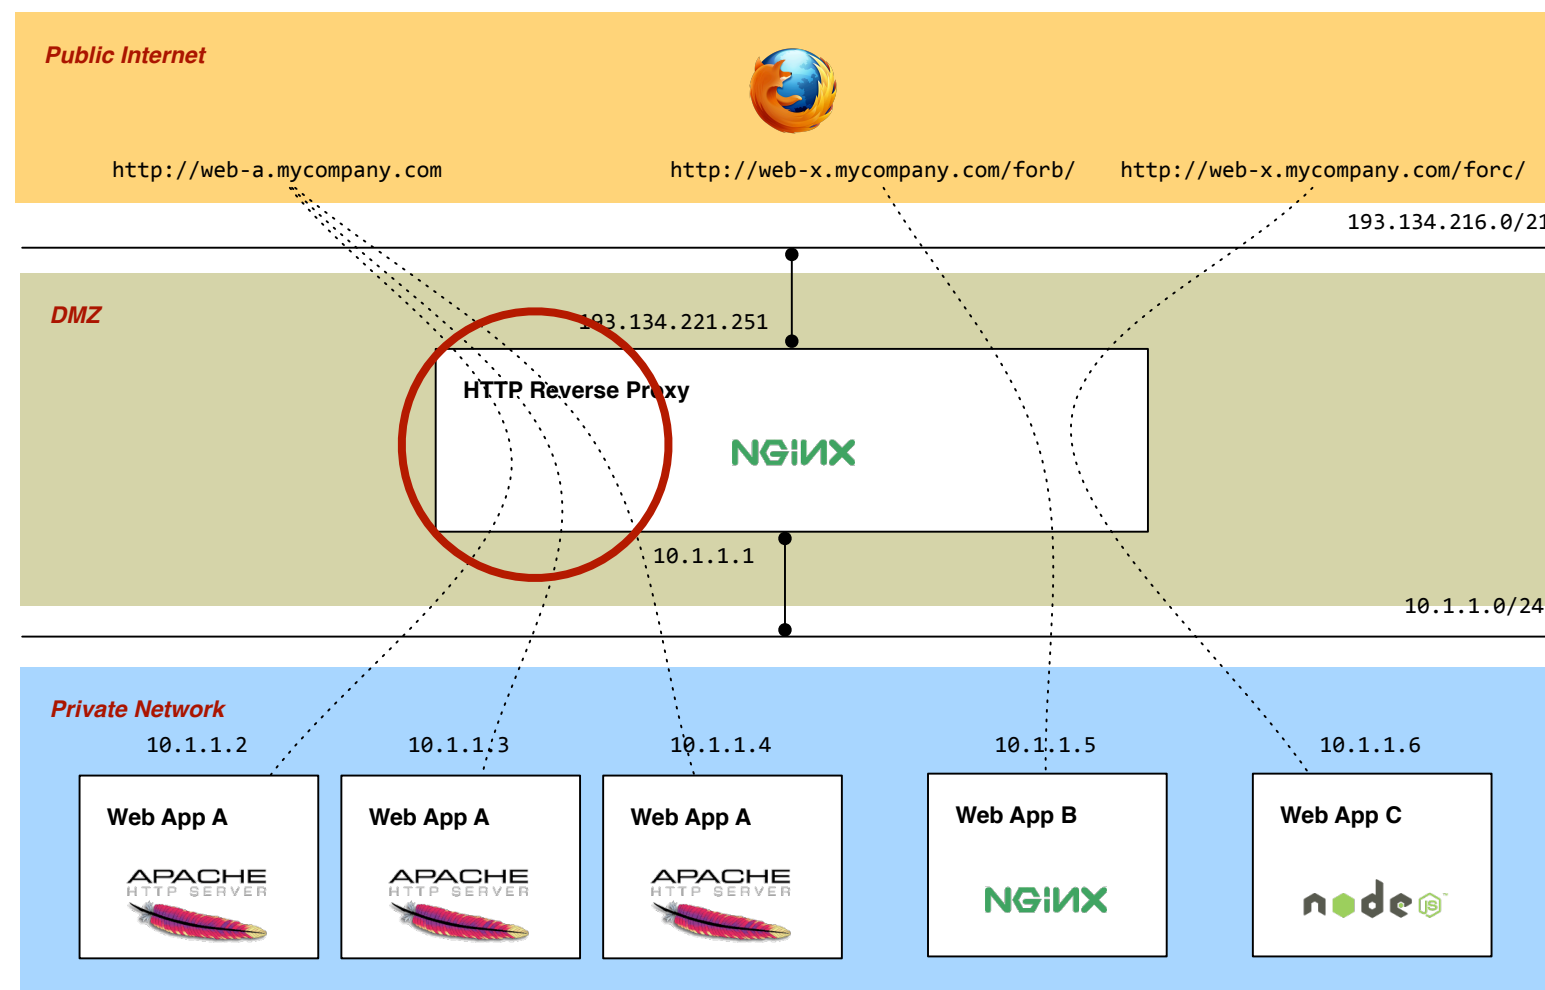 Public Internet
http://web-a.mycompany.com
http://web-x.mycompany.com/forb/
http://web-x.mycompany.com/forc/
193.134.216.0/21
DMZ
193.134.221.251
HTTP Reverse Proxy
NGINX
10.1.1.1
10.1.1.0/24
Private Network
10.1.1.2
10.1.1.3
10.1.1.4
10.1.1.5
10.1.1.6
Web App A
APACHE
HTTP SERVER
Web App A
APACHE
HTTP SERVER
Web App A
APACHE
HTTP SERVER
Web App B
NGINX
Web App C
node
JS